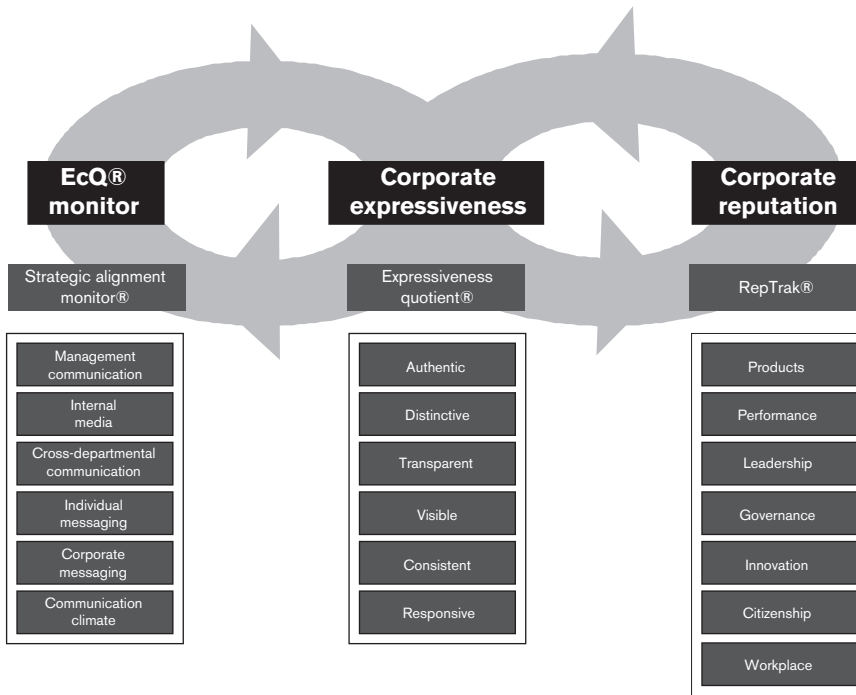 EcQ®
monitor
Corporate
expressiveness
Corporate
reputation
Strategic alignment
monitor®
Expressiveness
quotient®
RepTrak®
Management
communication
Internal
media
Cross-departmental
communication
Individual
messaging
Corporate
messaging
Communication
climate
Authentic
Distinctive
Transparent
Visible
Consistent
Responsive
Products
Performance
Leadership
Governance
Innovation
Citizenship
Workplace